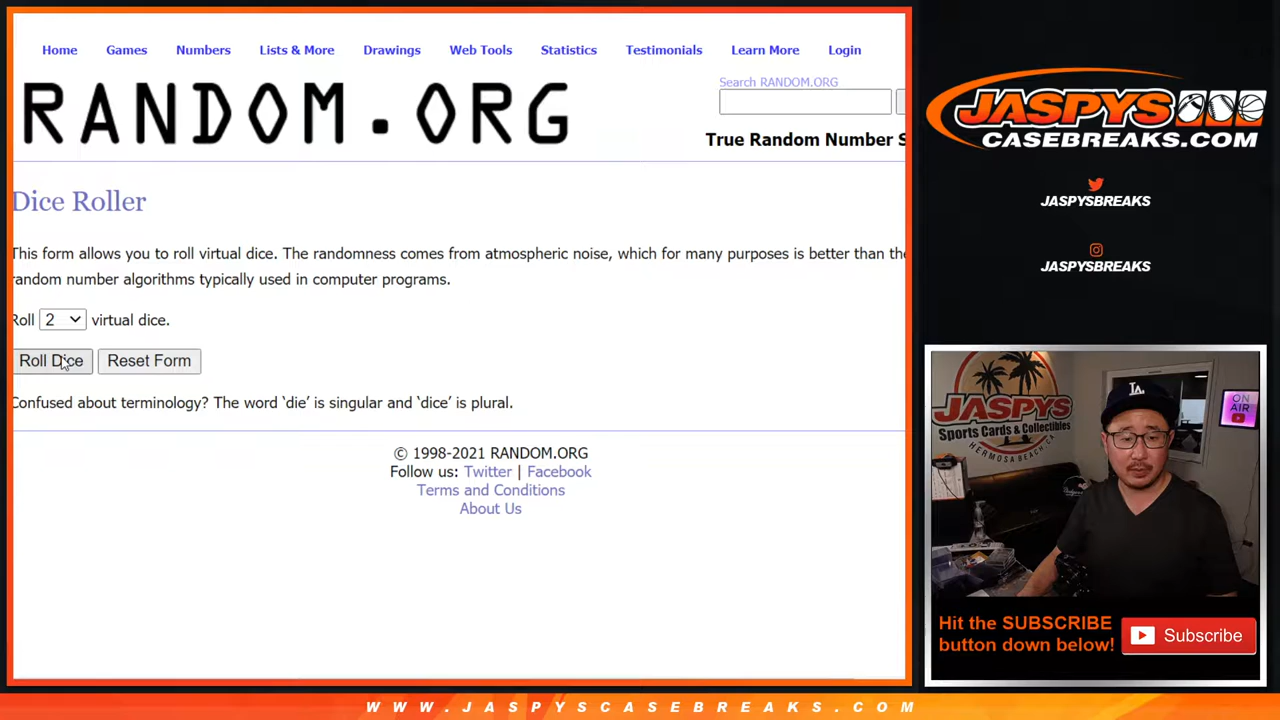 Home Games Numbers Lists & More Drawings Web Tools Statistics Testimonials Learn More Login
RANDOM.ORG
Search RANDOM.ORG
True Random Number S
Dice Roller
This form allows you to roll virtual dice. The randomness comes from atmospheric noise, which for many purposes is better than the
random number algorithms typically used in computer programs.
Roll 2 virtual dice.
Roll Dice Reset Form
Confused about terminology? The word ‘die’ is singular and ‘dice’ is plural.
© 1998-2021 RANDOM.ORG
Follow us: Twitter | Facebook
Terms and Conditions
About Us
JASPYS
CASEBREAKS.COM
JASPYSBREAKS
JASPYSBREAKS
JASPYS
Sports Cards & Collectibles
HERMOSA BEACH, CA
LA
ON
AIR
Hit the SUBSCRIBE
button down below!
Subscribe
WWW.JASPYSCASEBREAKS.COM